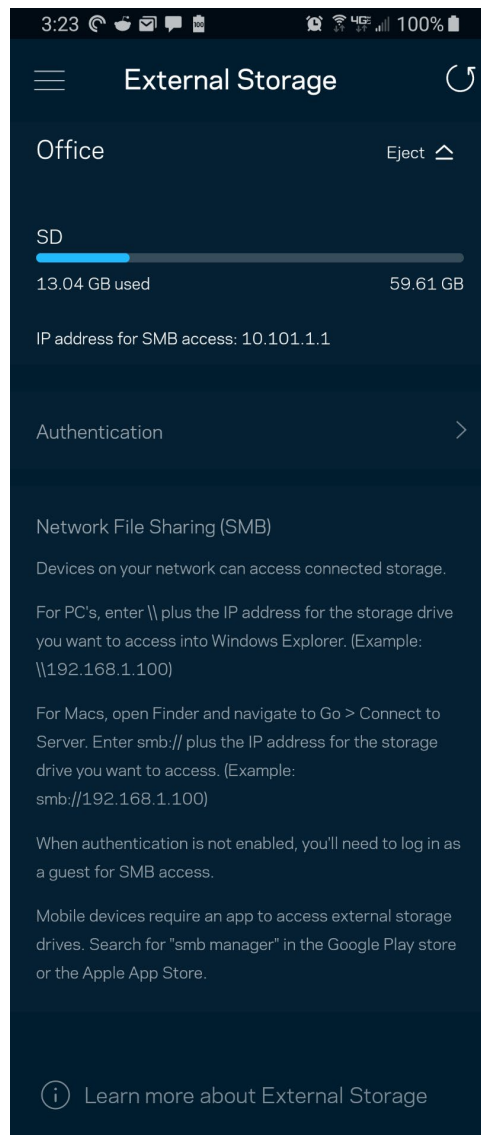 3:23 100 4GE 100%
External Storage
Office Eject
SD
13.04 GB used 59.61 GB
IP address for SMB access: 10.101.1.1
Authentication
Network File Sharing (SMB)
Devices on your network can access connected storage.
For PC's, enter \\ plus the IP address for the storage drive
you want to access into Windows Explorer. (Example:
\\192.168.1.100)
For Macs, open Finder and navigate to Go > Connect to
Server. Enter smb:// plus the IP address for the storage
drive you want to access. (Example:
smb://192.168.1.100)
When authentication is not enabled, you'll need to log in as
a guest for SMB access.
Mobile devices require an app to access external storage
drives. Search for "smb manager" in the Google Play store
or the Apple App Store.
Learn more about External Storage